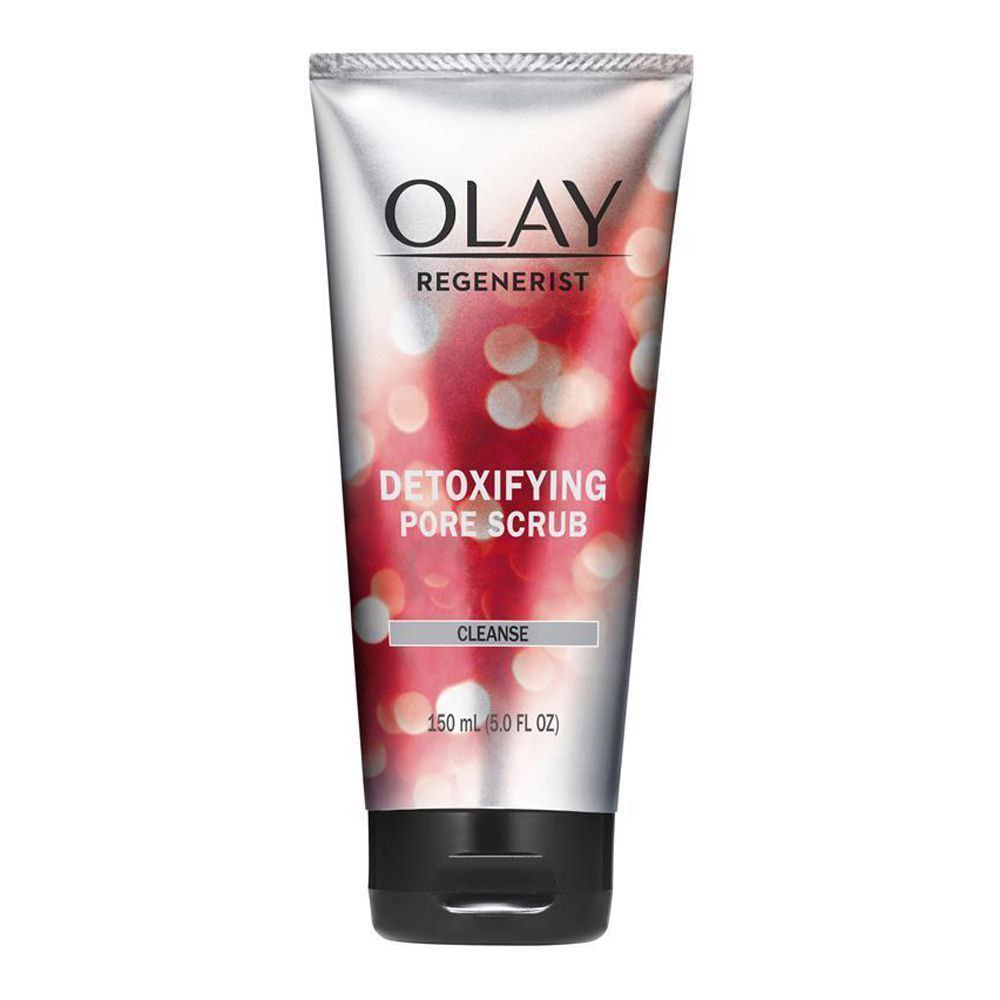 OLAY
REGENERIST
DETOXIFYING
PORE SCRUB
CLEANSE
150 mL (5.0 FL OZ)